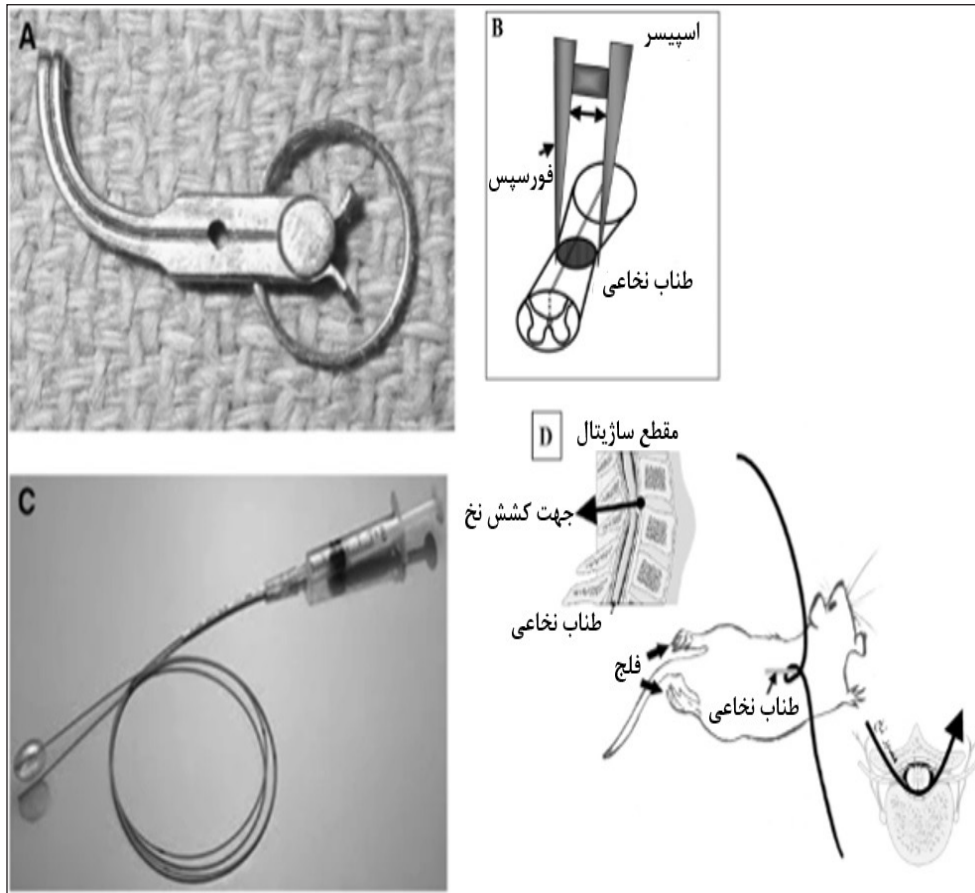 A
B
اسپیسر
فورسپس
طناب نخاعی
C
D
مقطع ساژیتال
جهت کشش نخ
طناب نخاعی
فلج
طناب نخاعی